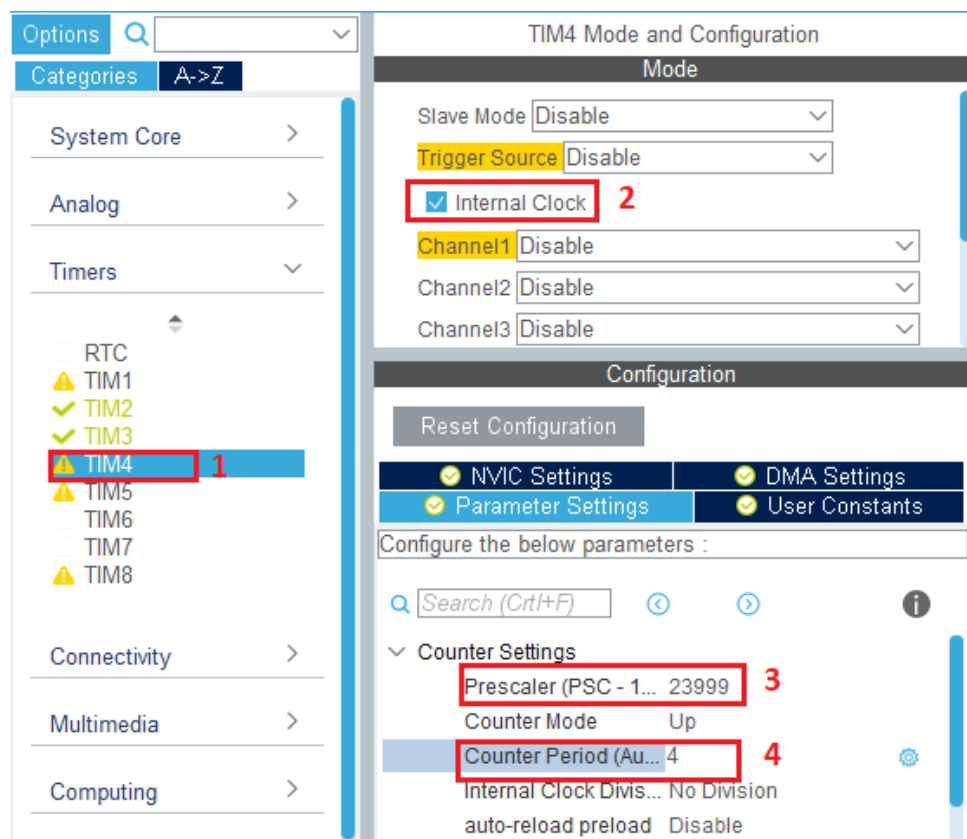 Options
Categories A->Z
System Core
Analog
Timers
RTC
TIM1
TIM2
TIM3
TIM4 1
TIM5
TIM6
TIM7
TIM8
Connectivity
Multimedia
Computing
TIM4 Mode and Configuration
Mode
Slave Mode Disable
Trigger Source Disable
Internal Clock 2
Channel1 Disable
Channel2 Disable
Channel3 Disable
Configuration
Reset Configuration
NVIC Settings DMA Settings
Parameter Settings User Constants
Configure the below parameters :
Search (Crtl+F)
Counter Settings
Prescaler (PSC - 1... 23999 3
Counter Mode Up
Counter Period (Au... 4 4
Internal Clock Divis... No Division
auto-reload preload Disable